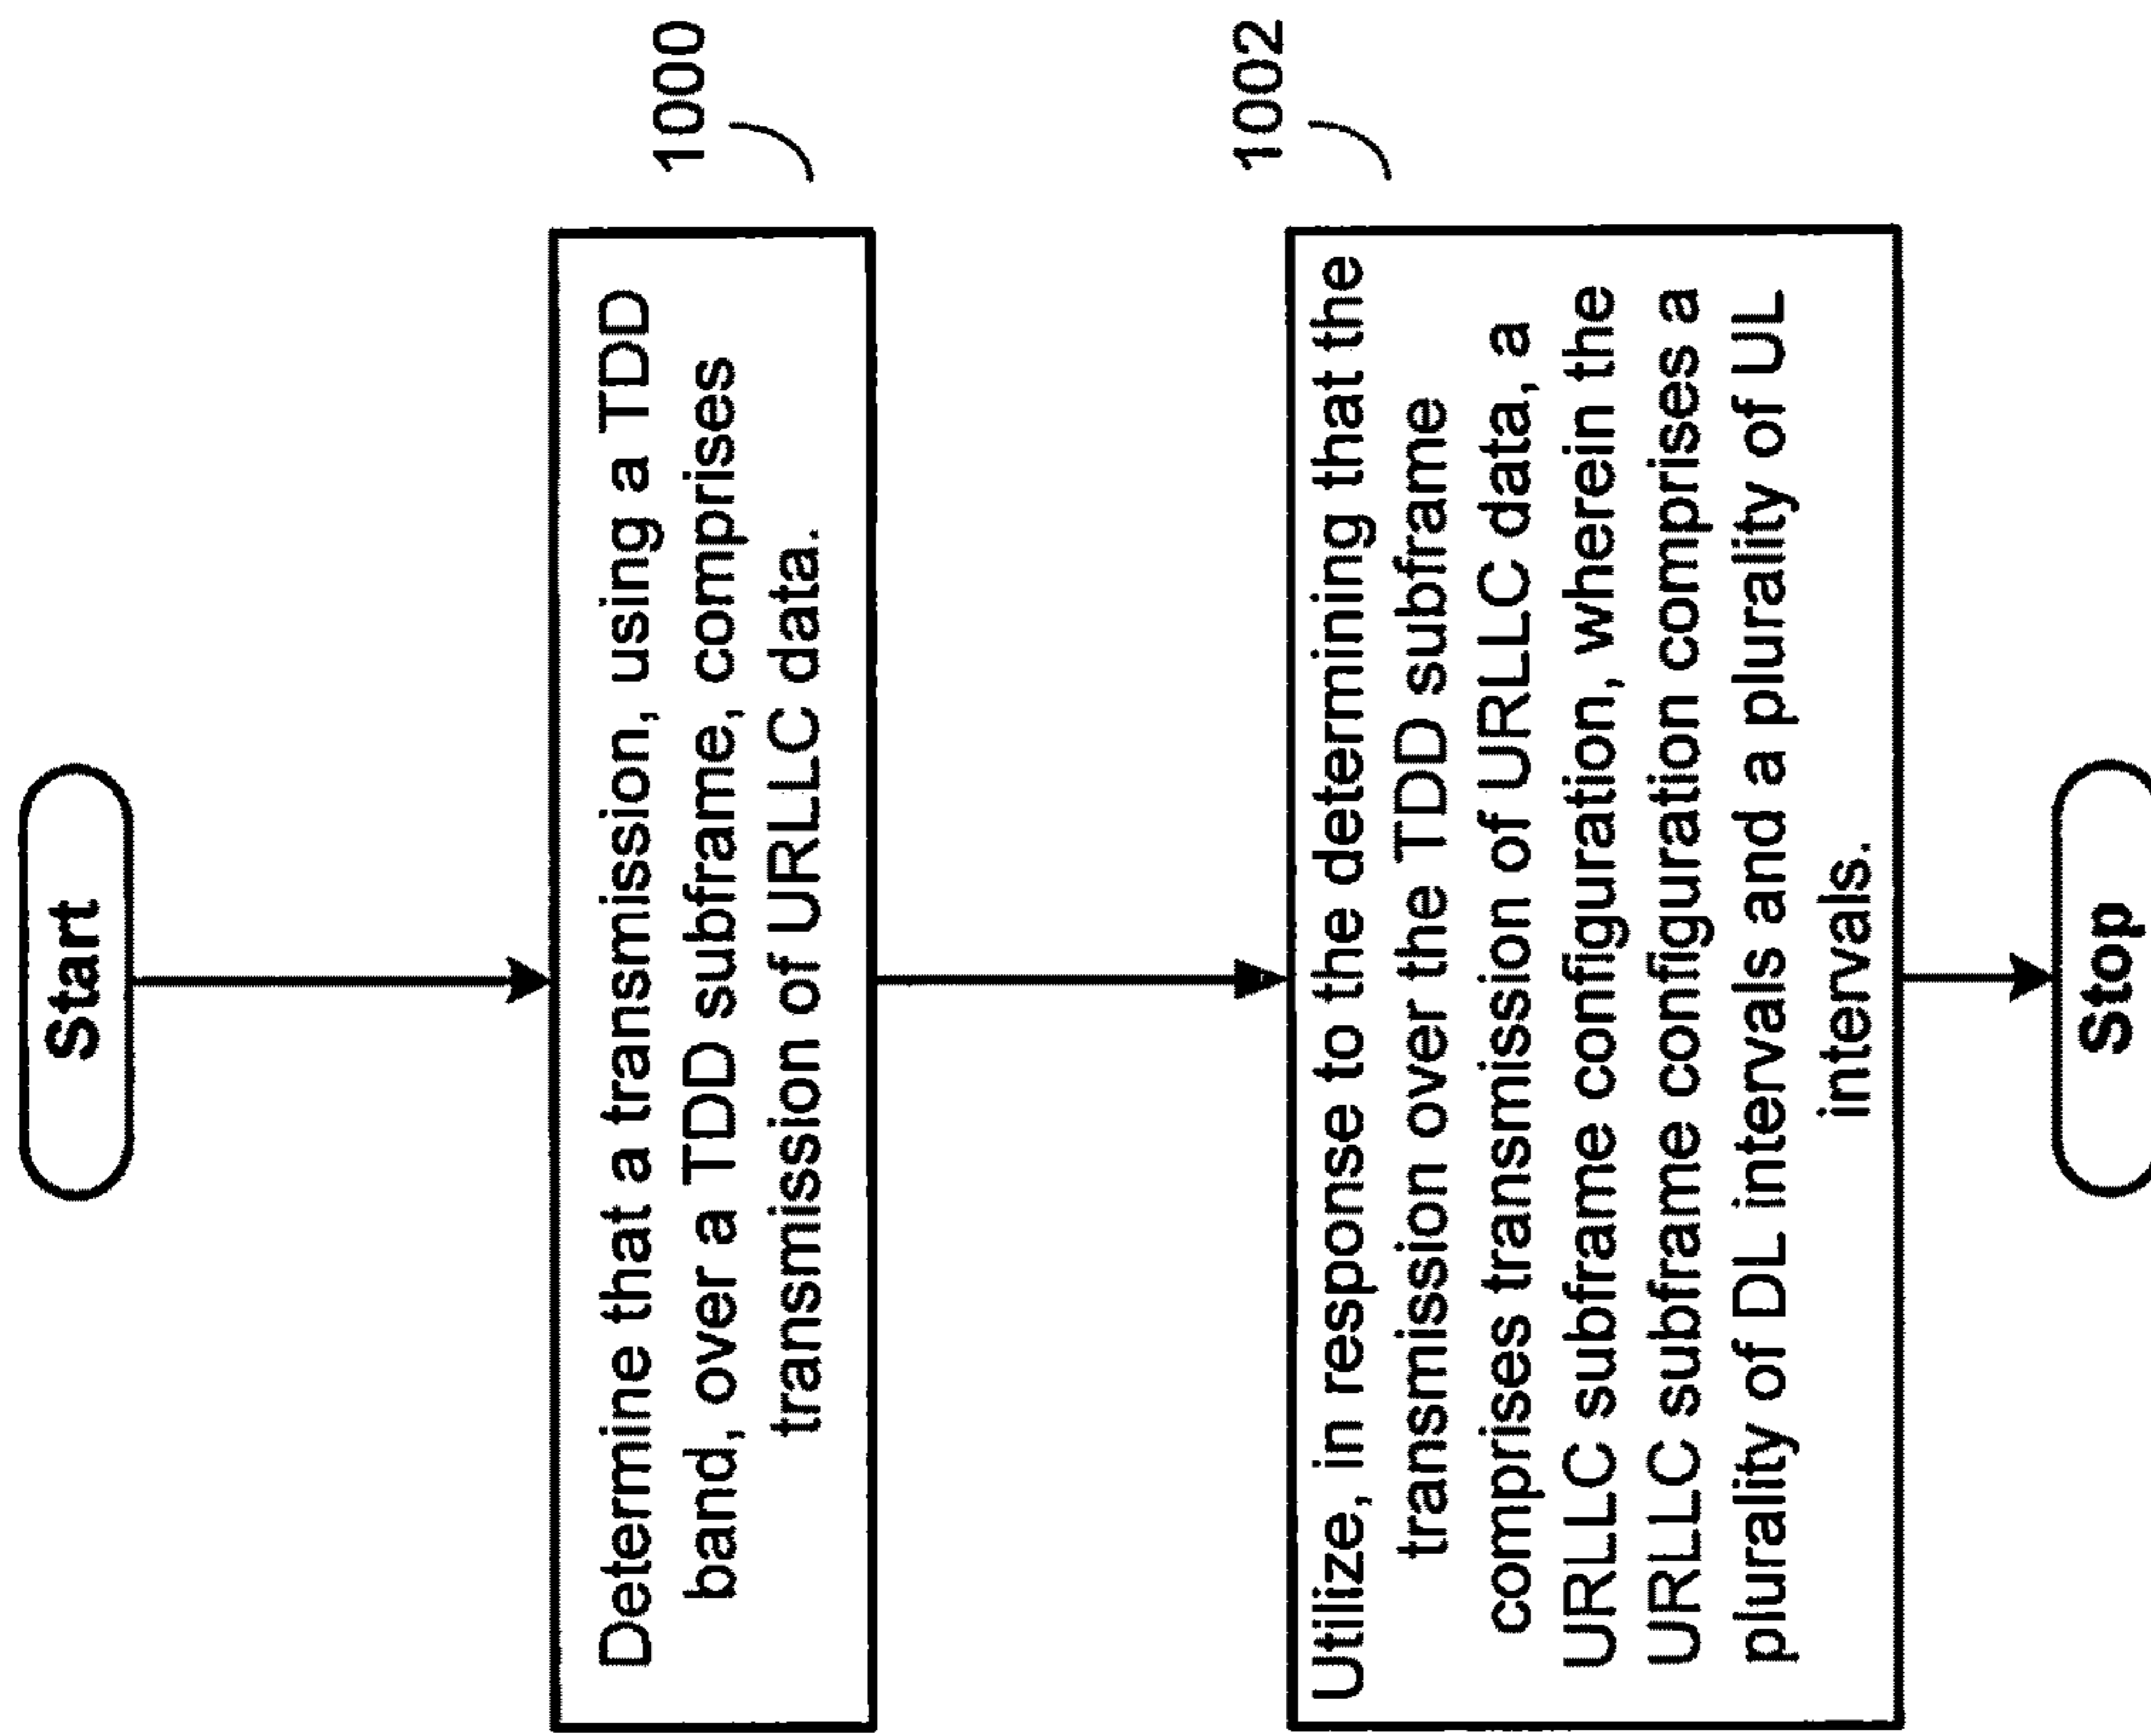 Start
1000
Determine that a transmission, using a TDD
band, over a TDD subframe, comprises
transmission of URLLC data.
1002
Utilize, in response to the determining that the
transmission over the TDD subframe
comprises transmission of URLLC data, a
URLLC subframe configuration, wherein the
URLLC subframe configuration comprises a
plurality of DL intervals and a plurality of UL
intervals.
Stop